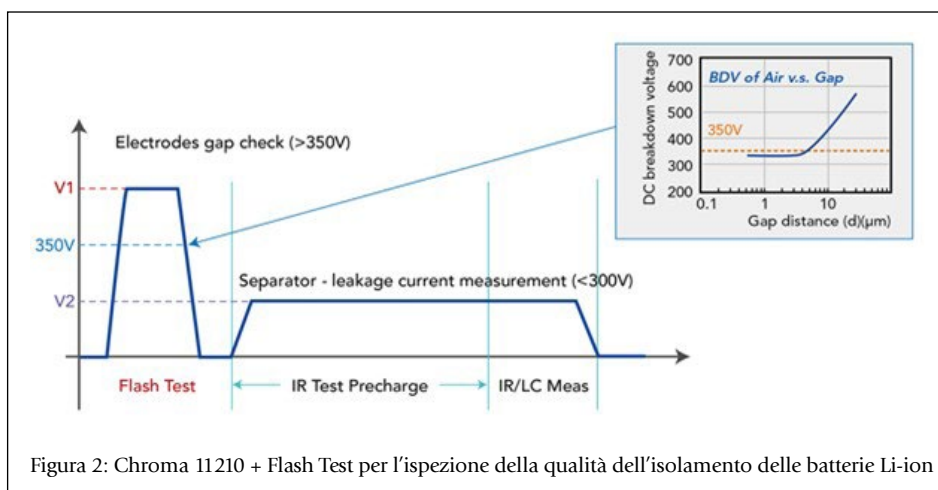 BDV of Air v.s. Gap
DC breakdown voltage
700
600
500
400
300
200
350V
0.1
1
10
100
Gap distance (d)(μm)
Electrodes gap check (>350V)
V1
350V
V2
Separator - leakage current measurement (<300V)
Flash Test
IR Test Precharge
IR/LC Meas
Figura 2: Chroma 11210 + Flash Test per l'ispezione della qualità dell'isolamento delle batterie Li-ion